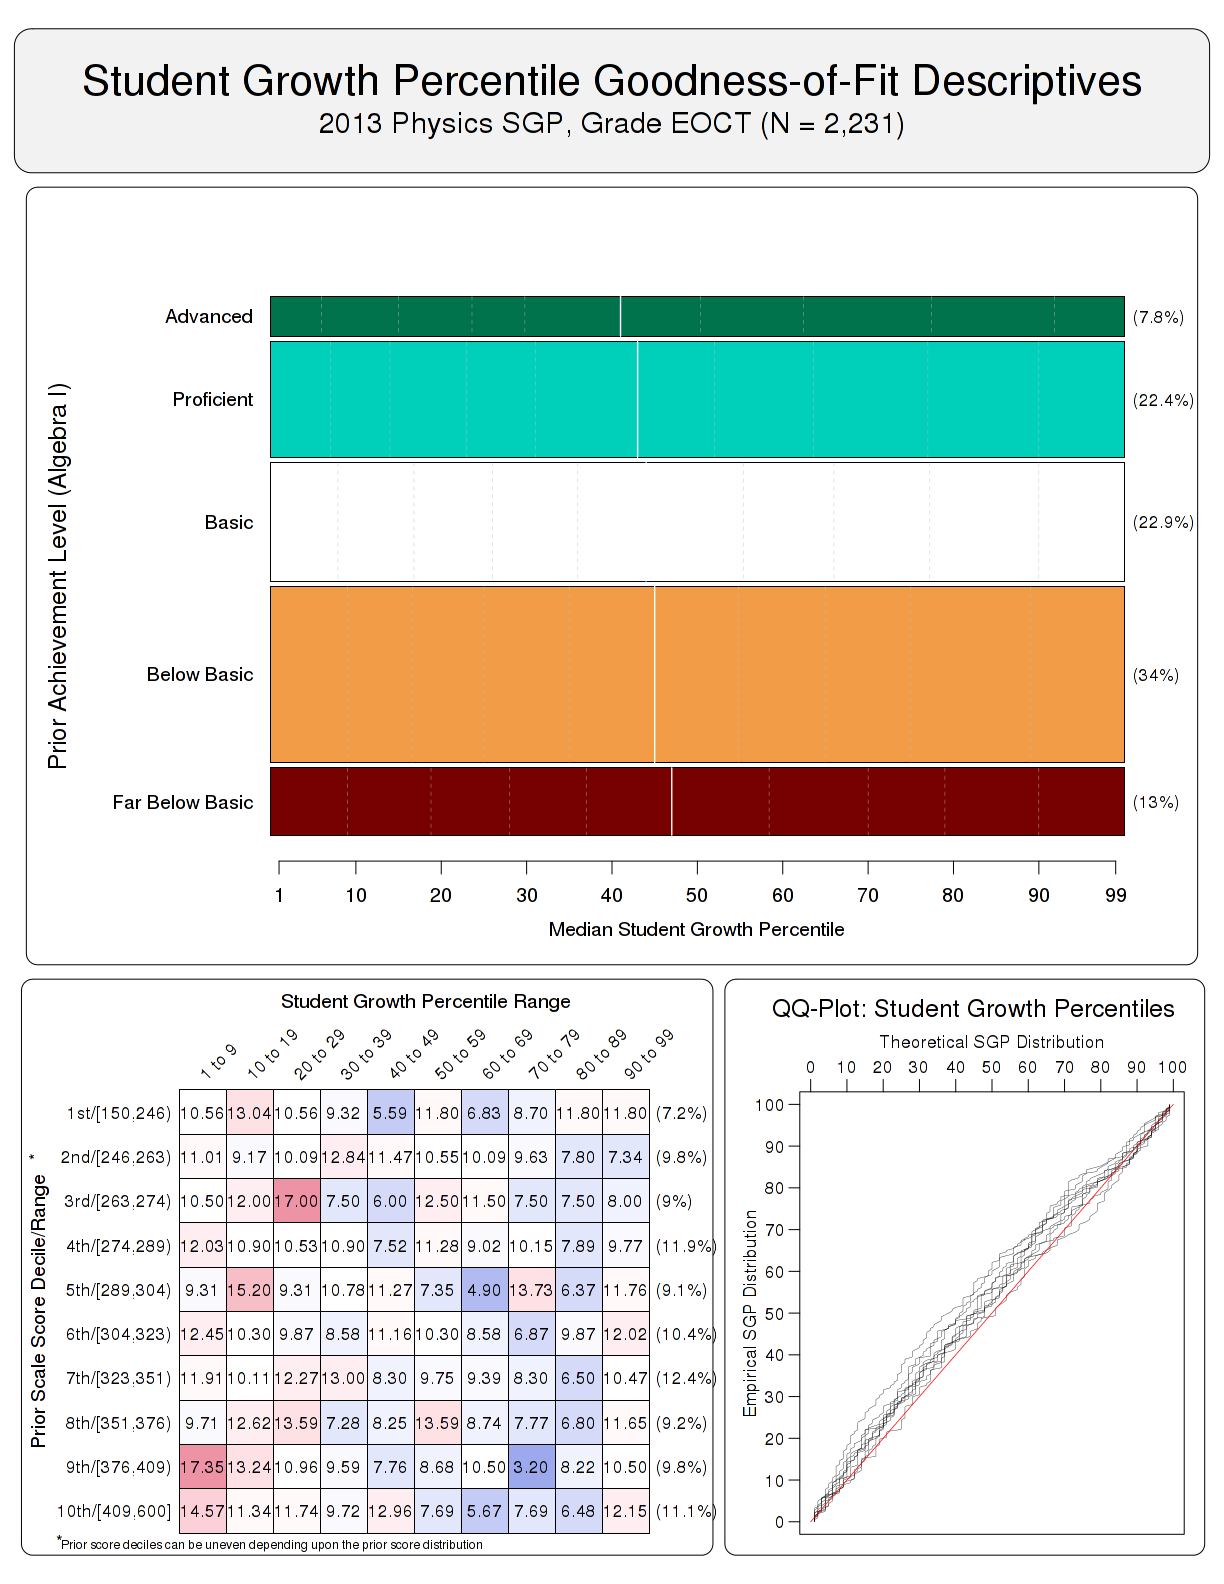 Student Growth Percentile Goodness-of-Fit Descriptives
2013 Physics SGP, Grade EOCT (N = 2,231)
Prior Achievement Level (Algebra I)
Advanced (7.8%)
Proficient (22.4%)
Basic (22.9%)
Below Basic (34%)
Far Below Basic (13%)
1 10 20 30 40 50 60 70 80 90 99
Median Student Growth Percentile
Student Growth Percentile Range
1 to 9 10 to 19 20 to 29 30 to 39 40 to 49 50 to 59 60 to 69 70 to 79 80 to 89 90 to 99
Prior Scale Score Decile/Range *
1st/[150,246) 10.56 13.04 10.56 9.32 5.59 11.80 6.83 8.70 11.80 11.80 (7.2%)
2nd/[246,263) 11.01 9.17 10.09 12.84 11.47 10.55 10.09 9.63 7.80 7.34 (9.8%)
3rd/[263,274) 10.50 12.00 17.00 7.50 6.00 12.50 11.50 7.50 7.50 8.00 (9%)
4th/[274,289) 12.03 10.90 10.53 10.90 7.52 11.28 9.02 10.15 7.89 9.77 (11.9%)
5th/[289,304) 9.31 15.20 9.31 10.78 11.27 7.35 4.90 13.73 6.37 11.76 (9.1%)
6th/[304,323) 12.45 10.30 9.87 8.58 11.16 10.30 8.58 6.87 9.87 12.02 (10.4%)
7th/[323,351) 11.91 10.11 12.27 13.00 8.30 9.75 9.39 8.30 6.50 10.47 (12.4%)
8th/[351,376) 9.71 12.62 13.59 7.28 8.25 13.59 8.74 7.77 6.80 11.65 (9.2%)
9th/[376,409) 17.35 13.24 10.96 9.59 7.76 8.68 10.50 3.20 8.22 10.50 (9.8%)
10th/[409,600] 14.57 11.34 11.74 9.72 12.96 7.69 5.67 7.69 6.48 12.15 (11.1%)
*Prior score deciles can be uneven depending upon the prior score distribution
QQ-Plot: Student Growth Percentiles
Theoretical SGP Distribution
0 10 20 30 40 50 60 70 80 90 100
Empirical SGP Distribution
100
90
80
70
60
50
40
30
20
10
0